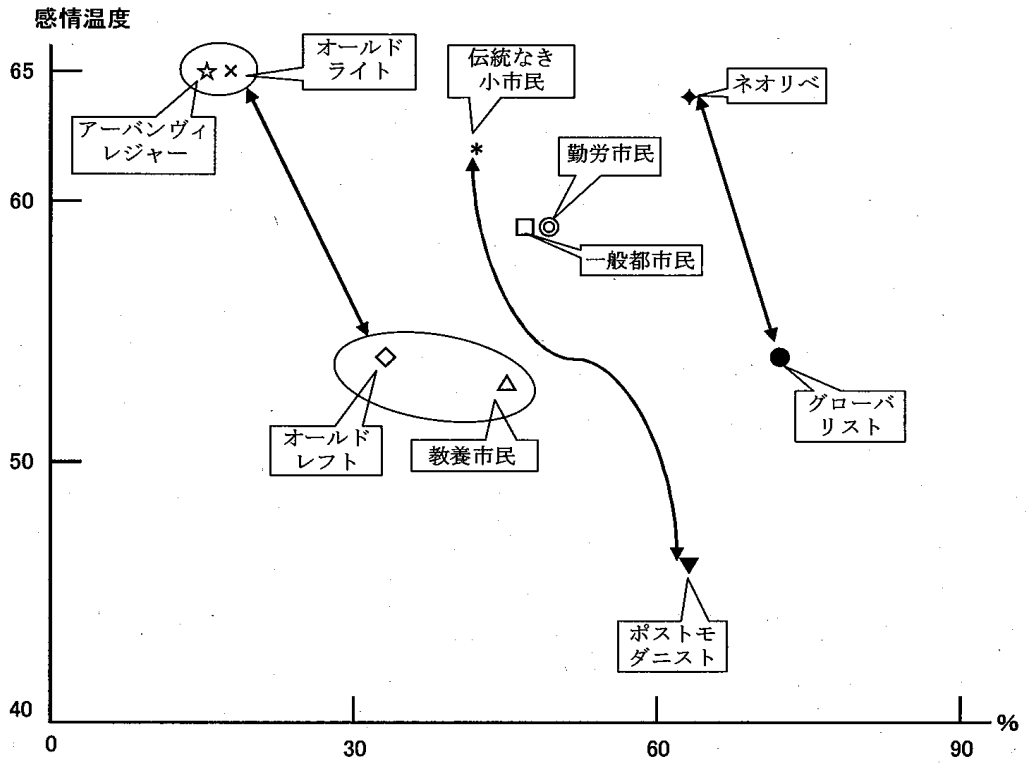 感情温度
65
60
50
40
0
30
60
90
%
オールド
ライト
アーバンヴィ
レジャー
伝統なき
小市民
ネオリベ
勤労市民
一般都市民
オールド
レフト
教養市民
グローバ
リスト
ポストモ
ダニスト